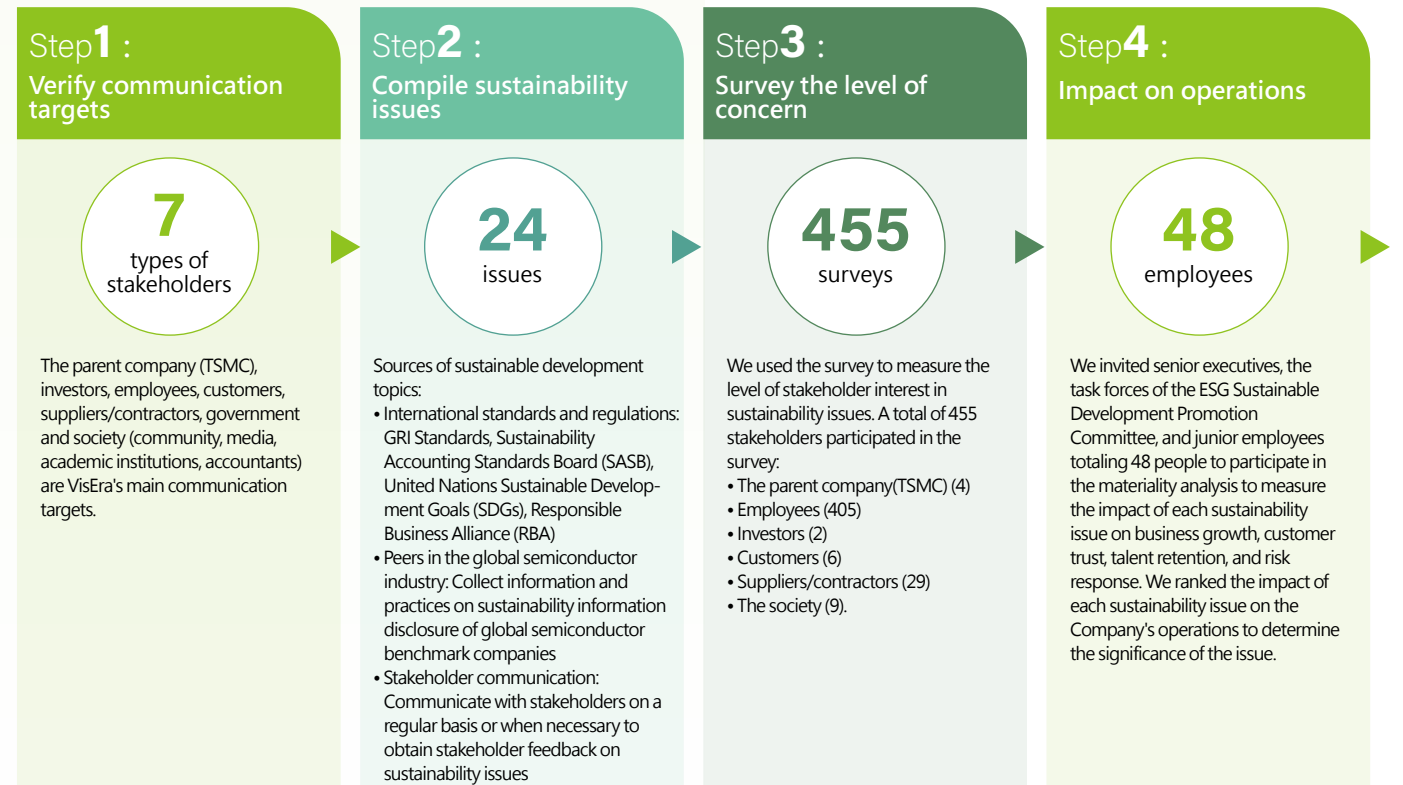 Step1 :
Verify communication
targets
7
types of
stakeholders
The parent company (TSMC),
investors, employees, customers,
suppliers/contractors, government
and society (community, media,
academic institutions, accountants)
are VisEra's main communication
targets.
Step2 :
Compile sustainability
issues
24
issues
Sources of sustainable development
topics:
• International standards and regulations:
GRI Standards, Sustainability
Accounting Standards Board (SASB),
United Nations Sustainable Develop-
ment Goals (SDGs), Responsible
Business Alliance (RBA)
• Peers in the global semiconductor
industry: Collect information and
practices on sustainability information
disclosure of global semiconductor
benchmark companies
• Stakeholder communication:
Communicate with stakeholders on a
regular basis or when necessary to
obtain stakeholder feedback on
sustainability issues
Step3 :
Survey the level of
concern
455
surveys
We used the survey to measure the
level of stakeholder interest in
sustainability issues. A total of 455
stakeholders participated in the
survey:
• The parent company(TSMC) (4)
• Employees (405)
• Investors (2)
• Customers (6)
• Suppliers/contractors (29)
• The society (9).
Step4 :
Impact on operations
48
employees
We invited senior executives, the
task forces of the ESG Sustainable
Development Promotion
Committee, and junior employees
totaling 48 people to participate in
the materiality analysis to measure
the impact of each sustainability
issue on business growth, customer
trust, talent retention, and risk
response. We ranked the impact of
each sustainability issue on the
Company's operations to determine
the significance of the issue.